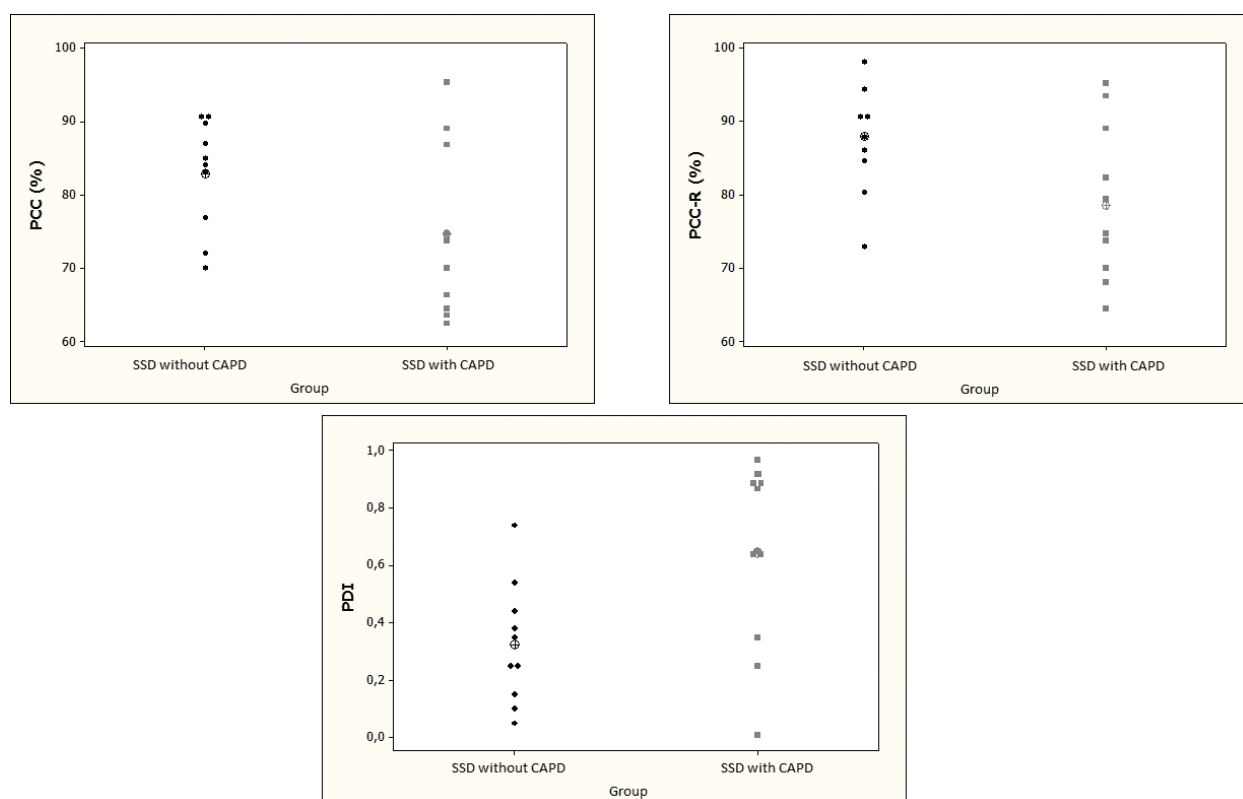 PCC (%)
100
90
80
70
60
SSD without CAPD SSD with CAPD
Group
PCC-R (%)
100
90
80
70
60
SSD without CAPD SSD with CAPD
Group
PDI
1,0
0,8
0,6
0,4
0,2
0,0
SSD without CAPD SSD with CAPD
Group